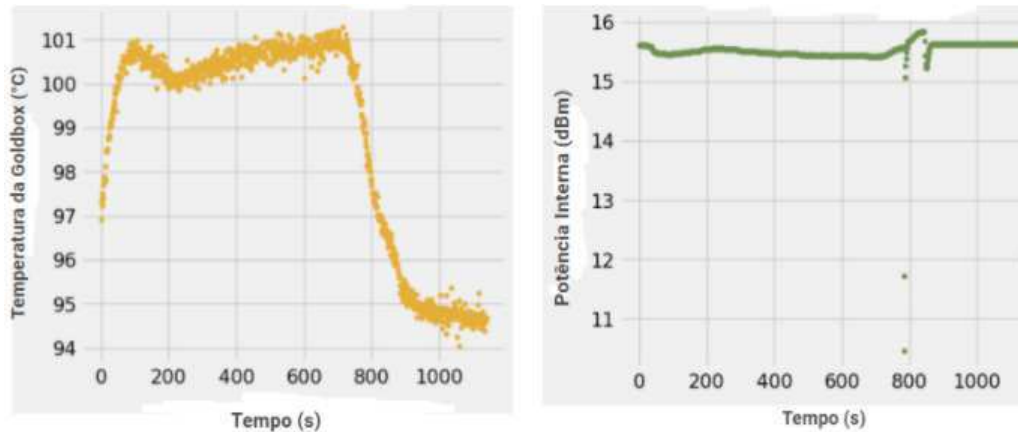 Temperatura da Goldbox (°C)
101
100
99
98
97
96
95
94
0 200 400 600 800 1000
Tempo (s)
Potência Interna (dBm)
16
15
14
13
12
11
0 200 400 600 800 1000
Tempo (s)